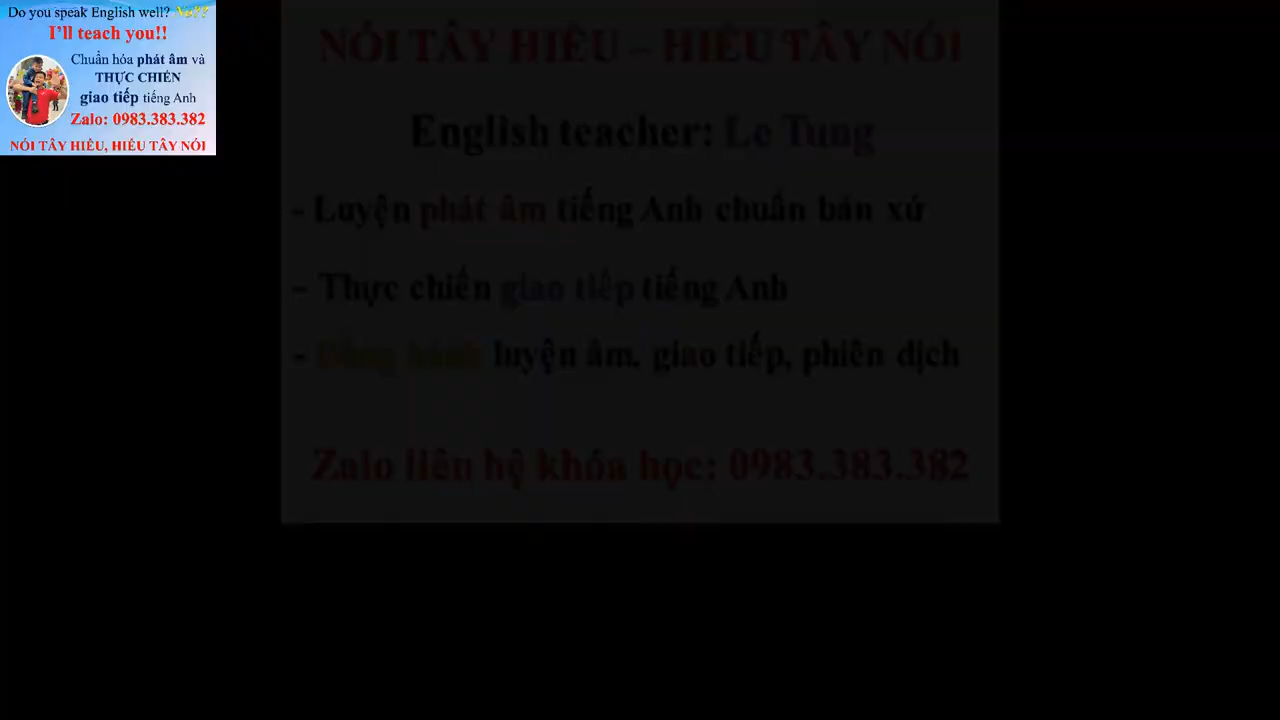 Do you speak English well? No??
I'll teach you!!
Chuẩn hóa phát âm và
THỰC CHIẾN
giao tiếp tiếng Anh
Zalo: 0983.383.382
NÓI TÂY HIỂU, HIỂU TÂY NÓI
NÓI TÂY HIỂU – HIỂU TÂY NÓI
English teacher: Le Tung
- Luyện phát âm tiếng Anh chuẩn bản xứ
- Thực chiến giao tiếp tiếng Anh
- Đồng hành luyện âm, giao tiếp, phiên dịch
Zalo liên hệ khóa học: 0983.383.382